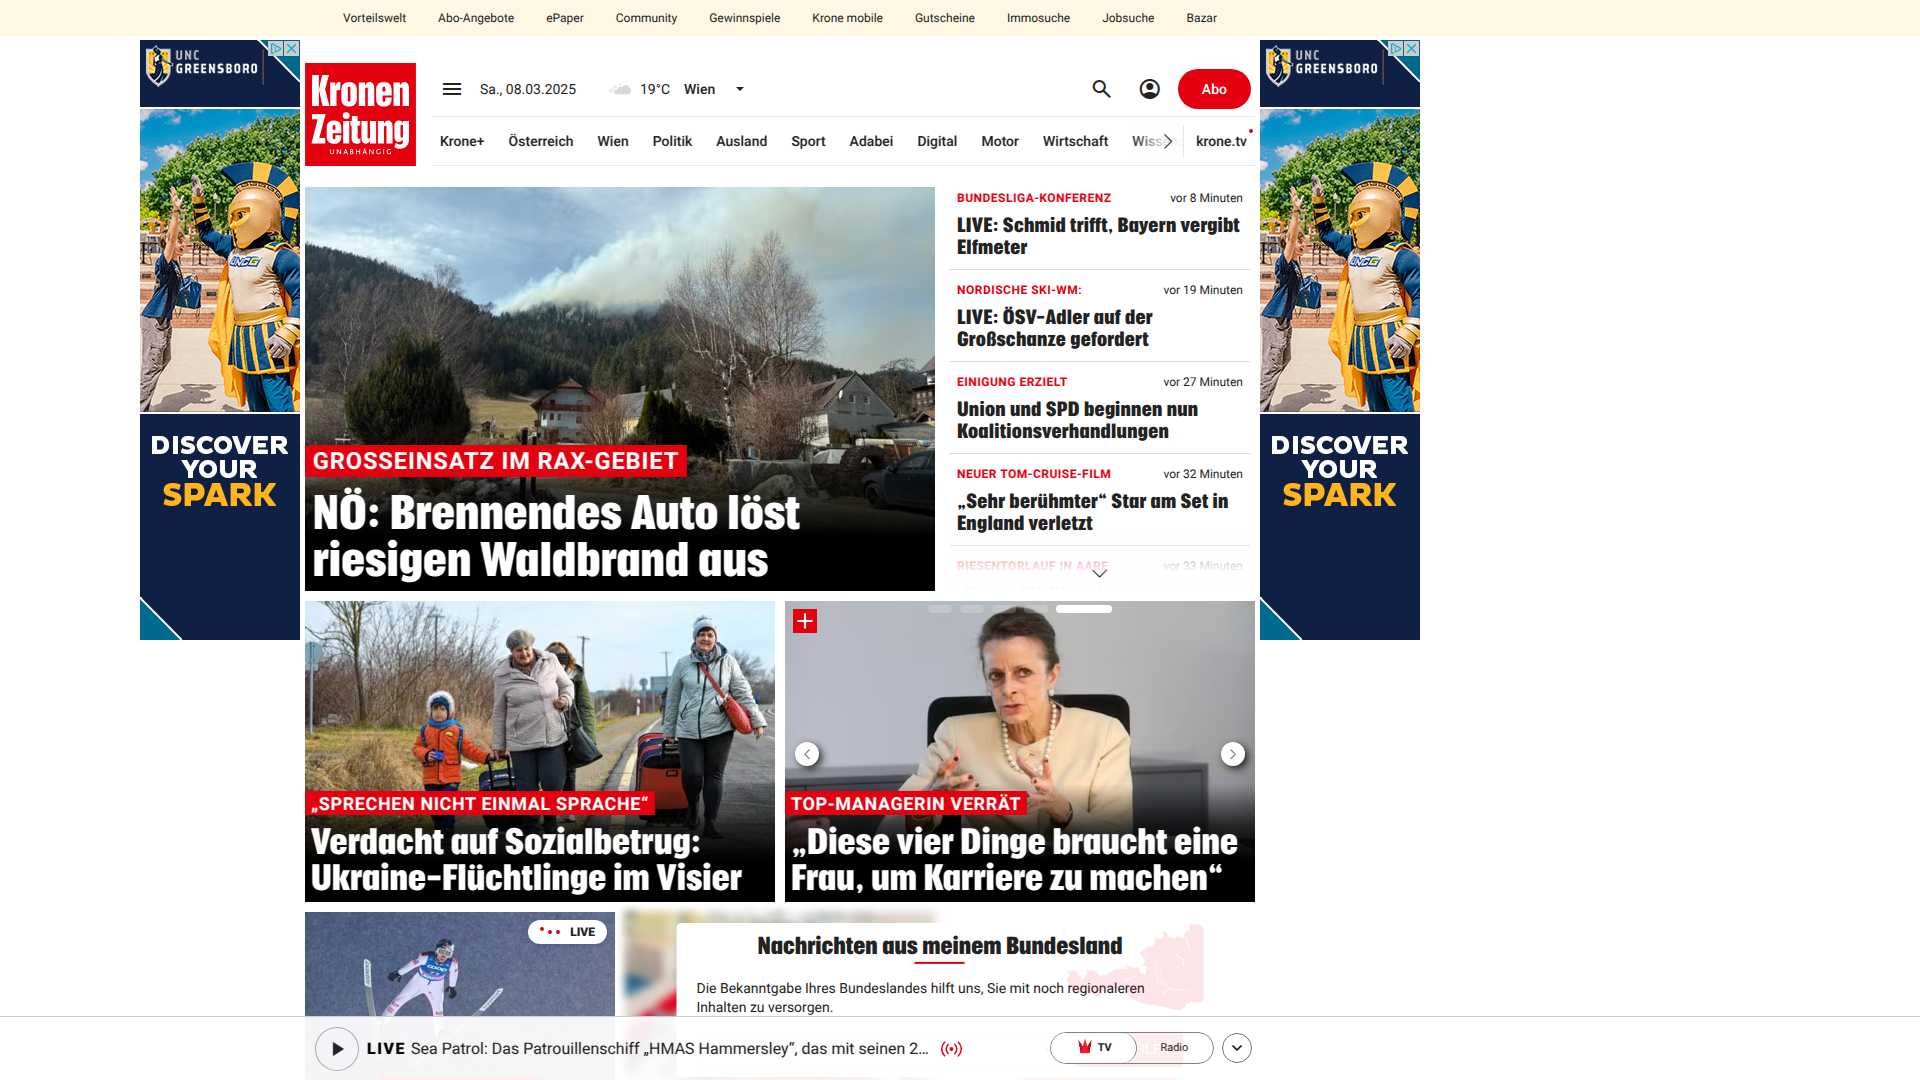 Vorteilswelt Abo-Angebote ePaper Community Gewinnspiele Krone mobile Gutscheine Immosuche Jobsuche Bazar
UNC GREENSBORO
DISCOVER
YOUR
SPARK
Kronen
Zeitung
UNABHÄNGIG
Sa., 08.03.2025 19°C Wien
Abo
Krone+ Österreich Wien Politik Ausland Sport Adabei Digital Motor Wirtschaft krone.tv
GROSSEINSATZ IM RAX-GEBIET
NÖ: Brennendes Auto löst
riesigen Waldbrand aus
BUNDESLIGA-KONFERENZ vor 8 Minuten
LIVE: Schmid trifft, Bayern vergibt
Elfmeter
NORDISCHE SKI-WM: vor 19 Minuten
LIVE: ÖSV-Adler auf der
Großschanze gefordert
EINIGUNG ERZIELT vor 27 Minuten
Union und SPD beginnen nun
Koalitionsverhandlungen
NEUER TOM-CRUISE-FILM vor 32 Minuten
„Sehr berühmter“ Star am Set in
England verletzt
RIESENTORLAUF IN AARE vor 33 Minuten
UNC GREENSBORO
UNCG
DISCOVER
YOUR
SPARK
„SPRECHEN NICHT EINMAL SPRACHE“
Verdacht auf Sozialbetrug:
Ukraine-Flüchtlinge im Visier
TOP-MANAGERIN VERRÄT
„Diese vier Dinge braucht eine
Frau, um Karriere zu machen“
LIVE
Nachrichten aus meinem Bundesland
Die Bekanntgabe Ihres Bundeslandes hilft uns, Sie mit noch regionaleren
Inhalten zu versorgen.
LIVE Sea Patrol: Das Patrouillenschiff „HMAS Hammersley“, das mit seinen 2...
TV Radio